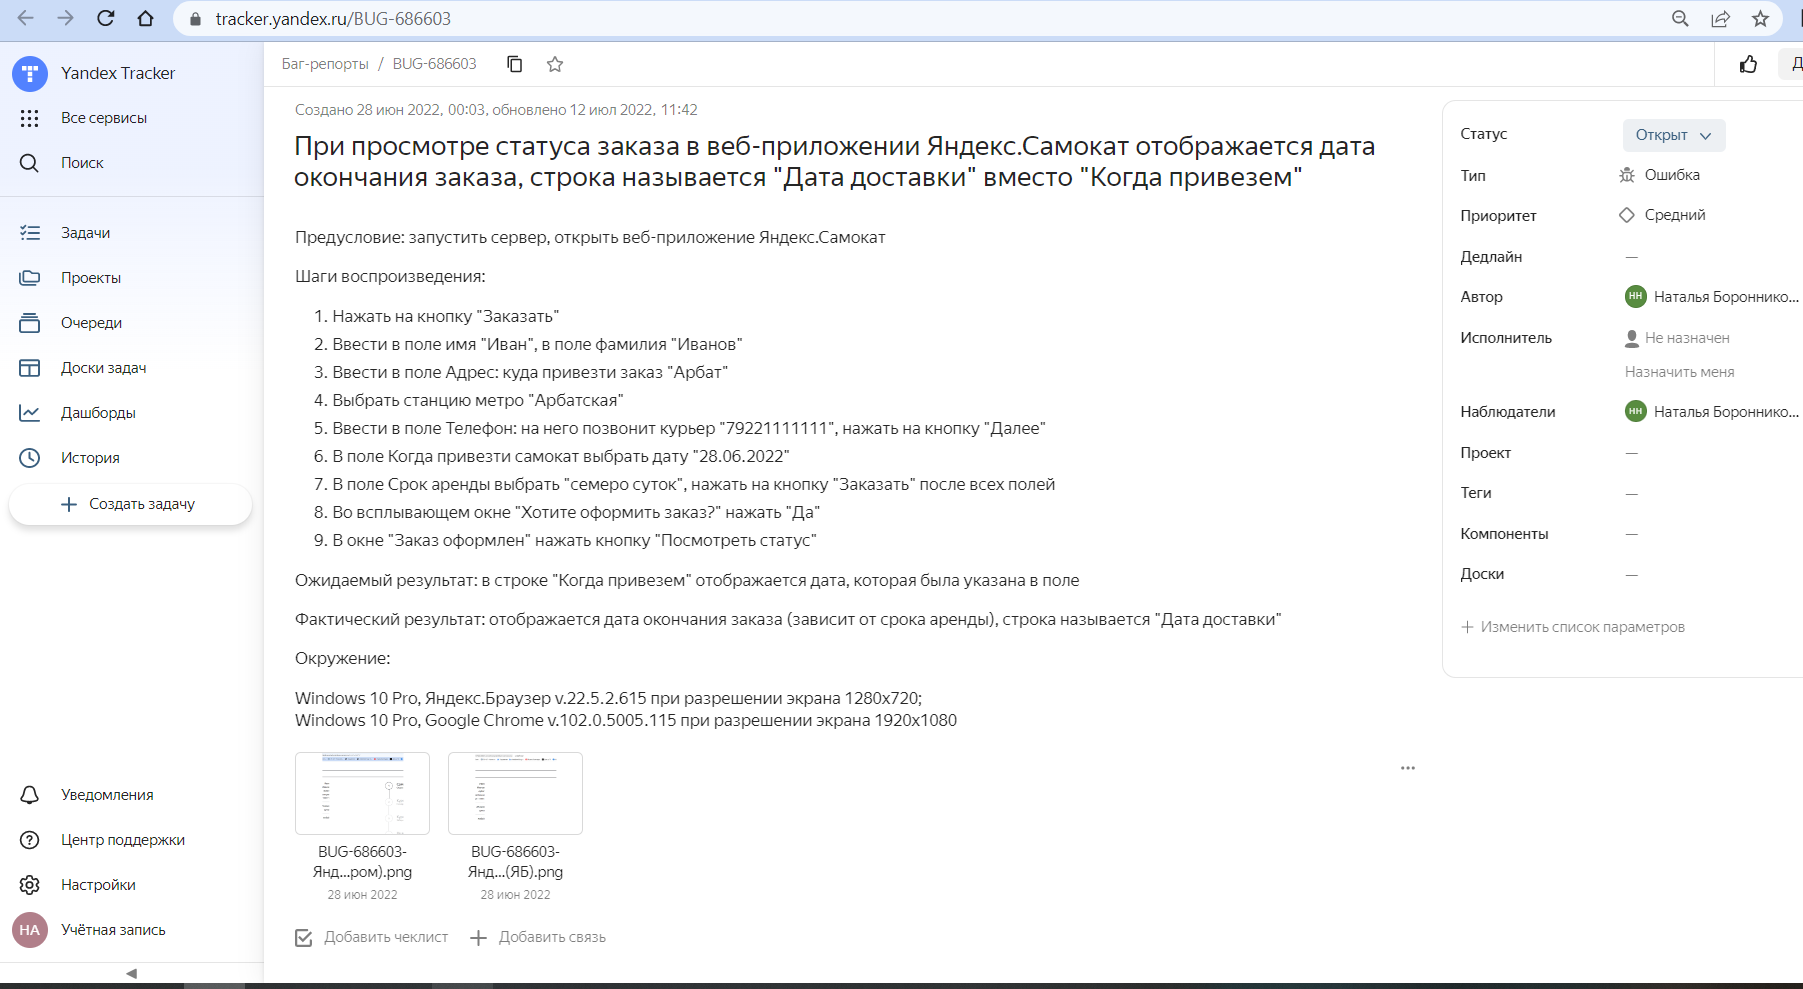 tracker.yandex.ru/BUG-686603
Yandex Tracker
Все сервисы
Поиск
Задачи
Проекты
Очереди
Доски задач
Дашборды
История
Создать задачу
Уведомления
Центр поддержки
Настройки
НА Учётная запись
Баг-репорты / BUG-686603
Создано 28 июн 2022, 00:03, обновлено 12 июл 2022, 11:42
При просмотре статуса заказа в веб-приложении Яндекс.Самокат отображается дата
окончания заказа, строка называется "Дата доставки" вместо "Когда привезем"
Предусловие: запустить сервер, открыть веб-приложение Яндекс.Самокат
Шаги воспроизведения:
1. Нажать на кнопку "Заказать"
2. Ввести в поле имя "Иван", в поле фамилия "Иванов"
3. Ввести в поле Адрес: куда привезти заказ "Арбат"
4. Выбрать станцию метро "Арбатская"
5. Ввести в поле Телефон: на него позвонит курьер "79221111111", нажать на кнопку "Далее"
6. В поле Когда привезти самокат выбрать дату "28.06.2022"
7. В поле Срок аренды выбрать "семеро суток", нажать на кнопку "Заказать" после всех полей
8. Во всплывающем окне "Хотите оформить заказ?" нажать "Да"
9. В окне "Заказ оформлен" нажать кнопку "Посмотреть статус"
Ожидаемый результат: в строке "Когда привезем" отображается дата, которая была указана в поле
Фактический результат: отображается дата окончания заказа (зависит от срока аренды), строка называется "Дата доставки"
Окружение:
Windows 10 Pro, Яндекс.Браузер v.22.5.2.615 при разрешении экрана 1280x720;
Windows 10 Pro, Google Chrome v.102.0.5005.115 при разрешении экрана 1920x1080
BUG-686603-
Янд...ром).png
28 июн 2022
BUG-686603-
Янд...(ЯБ).png
28 июн 2022
Добавить чеклист
Добавить связь
Д
Статус Открыт
Тип Ошибка
Приоритет Средний
Дедлайн —
Автор НН Наталья Бороннико...
Исполнитель Не назначен
Назначить меня
Наблюдатели НН Наталья Бороннико...
Проект —
Теги —
Компоненты —
Доски —
Изменить список параметров